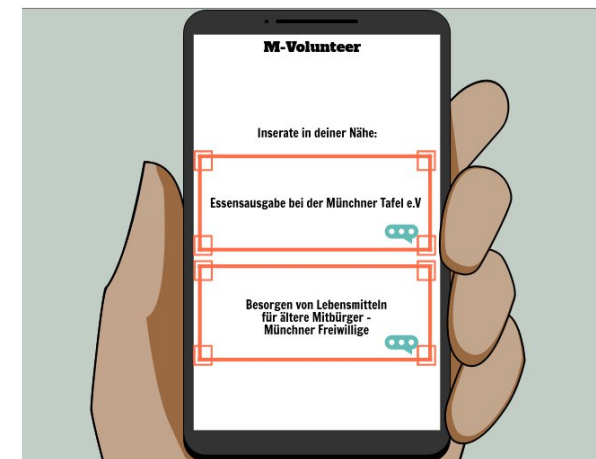 M-Volunteer
Inserate in deiner Nähe:
Essensausgabe bei der Münchner Tafel e.V
Besorgen von Lebensmitteln
für ältere Mitbürger -
Münchner Freiwillige